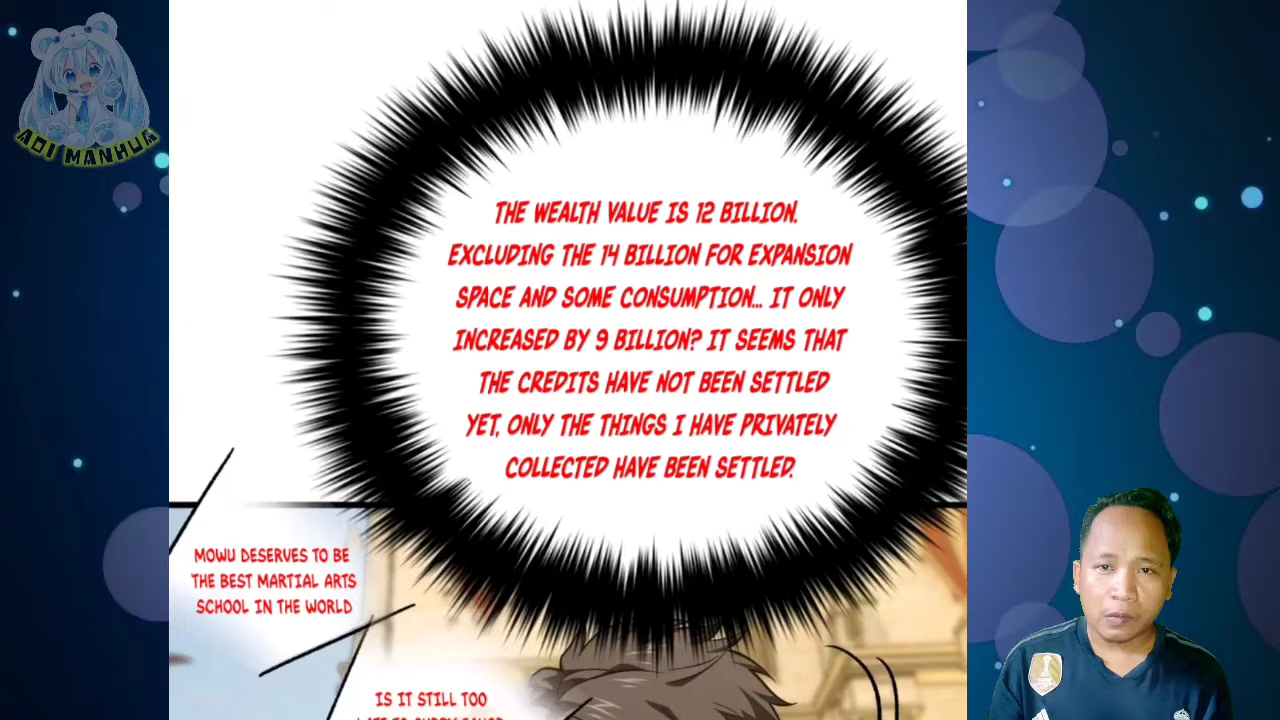 AOI MANHUA
THE WEALTH VALUE IS 12 BILLION.
EXCLUDING THE 14 BILLION FOR EXPANSION
SPACE AND SOME CONSUMPTION... IT ONLY
INCREASED BY 9 BILLION? IT SEEMS THAT
THE CREDITS HAVE NOT BEEN SETTLED
YET, ONLY THE THINGS I HAVE PRIVATELY
COLLECTED HAVE BEEN SETTLED.
MOWU DESERVES TO BE
THE BEST MARTIAL ARTS
SCHOOL IN THE WORLD
IS IT STILL TOO